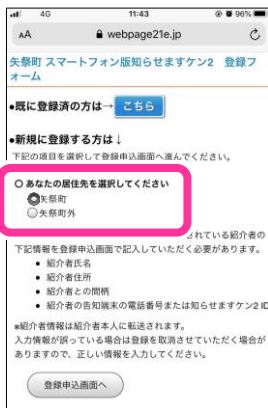 4G 11:43 96%
AA webpage21e.jp
矢祭町 スマートフォン版知らせますケン2 登録フ
ォーム
●既に登録済の方は→ こちら
●新規に登録する方は↓
下記の項目を選択して登録申込画面へ進んでください。
○ あなたの居住先を選択してください
矢祭町
矢祭町外
されている紹介者の
下記情報を登録申込画面で記入していただく必要があります。
• 紹介者氏名
• 紹介者住所
• 紹介者との間柄
• 紹介者の告知端末の電話番号または知らせますケン2 ID
※紹介者情報は紹介者本人に転送されます。
入力情報が誤っている場合は登録を取消させていただく場合が
ありますので、正しい情報を入力してください。
登録申込画面へ